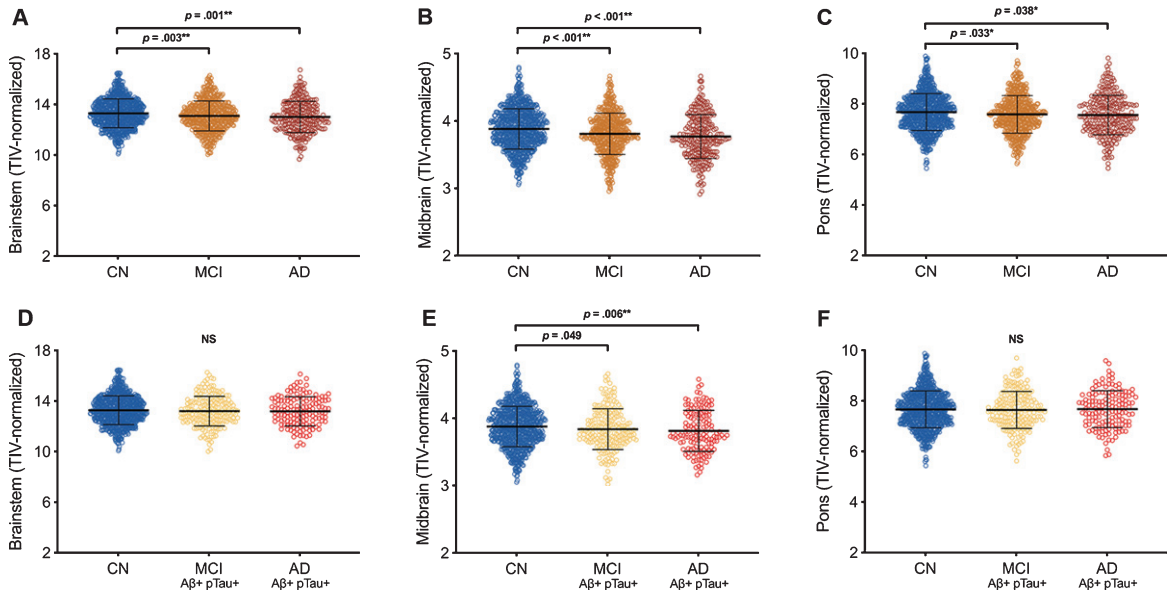 A
p = .001**
p = .003**
Brainstem (TIV-normalized)
18
14
10
6
2
CN
MCI
AD
B
p < .001**
p < .001**
Midbrain (TIV-normalized)
5
4
3
2
CN
MCI
AD
C
p = .038*
p = .033*
Pons (TIV-normalized)
10
8
6
4
2
CN
MCI
AD
D
NS
Brainstem (TIV-normalized)
18
14
10
6
2
CN
MCI
AD
Aβ+ pTau+
Aβ+ pTau+
E
p = .006**
p = .049
Midbrain (TIV-normalized)
5
4
3
2
CN
MCI
AD
Aβ+ pTau+
Aβ+ pTau+
F
NS
Pons (TIV-normalized)
10
8
6
4
2
CN
MCI
AD
Aβ+ pTau+
Aβ+ pTau+